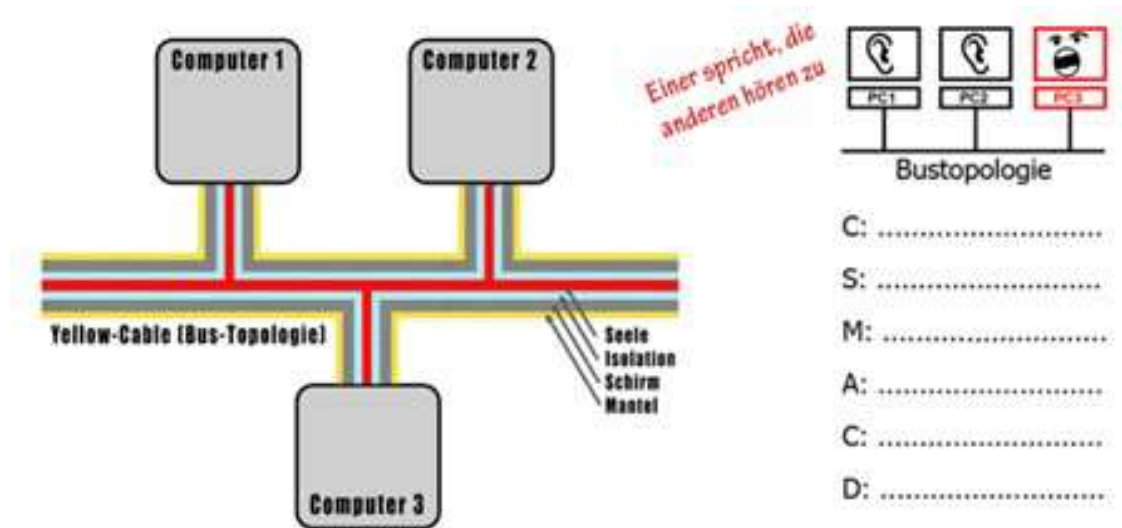 Computer 1
Computer 2
Yellow-Cable (Bus-Topologie)
Seele
Isolation
Schirm
Mantel
Computer 3
Einer spricht, die
anderen hören zu
PC1
PC2
PC3
Bustopologie
C: ............................
S: ............................
M: ............................
A: ............................
C: ............................
D: ............................